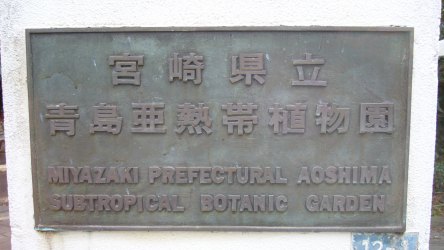 宮崎県立
青島亜熱帯植物園
MIYAZAKI PREFECTURAL AOSHIMA
SUBTROPICAL BOTANIC GARDEN